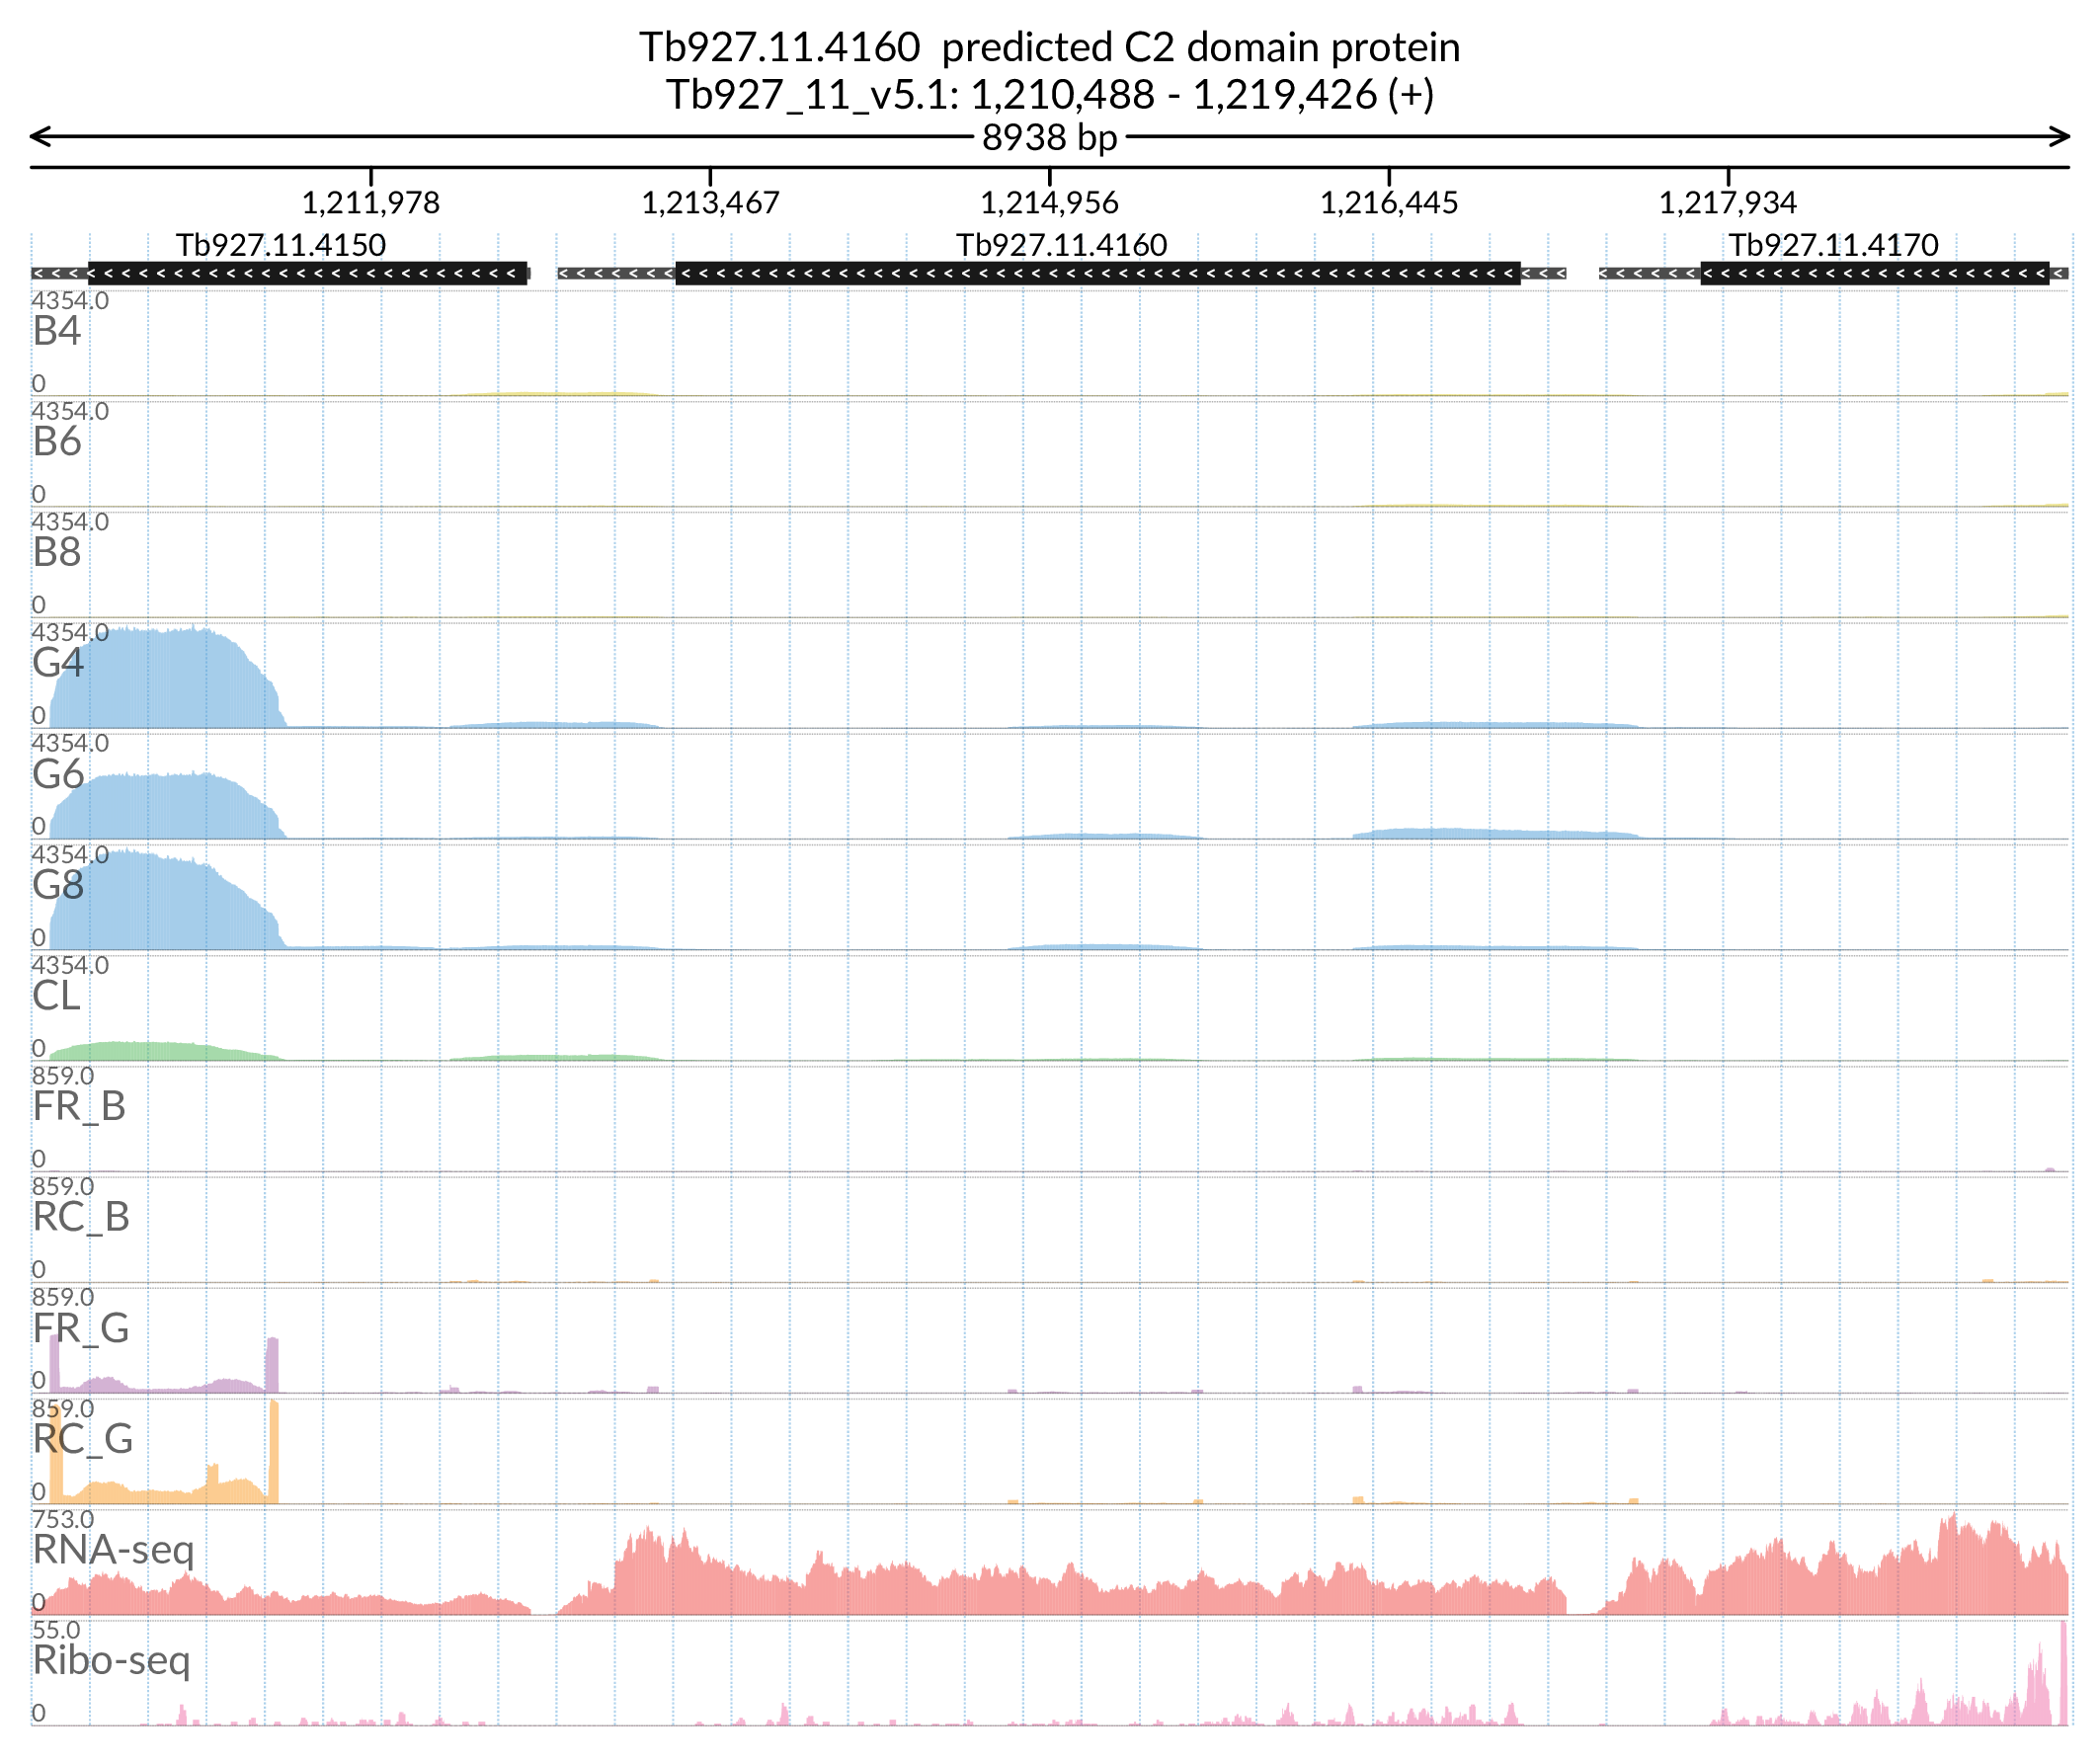 Tb927.11.4160  predicted C2 domain protein
Tb927_11_v5.1: 1,210,488 - 1,219,426 (+)
8938 bp
1,211,978 1,213,467 1,214,956 1,216,445 1,217,934
Tb927.11.4150 Tb927.11.4160 Tb927.11.4170
4354.0
B4
0
4354.0
B6
0
4354.0
B8
0
4354.0
G4
0
4354.0
G6
0
4354.0
G8
0
4354.0
CL
0
859.0
FR_B
0
859.0
RC_B
0
859.0
FR_G
0
859.0
RC_G
0
753.0
RNA-seq
0
55.0
Ribo-seq
0